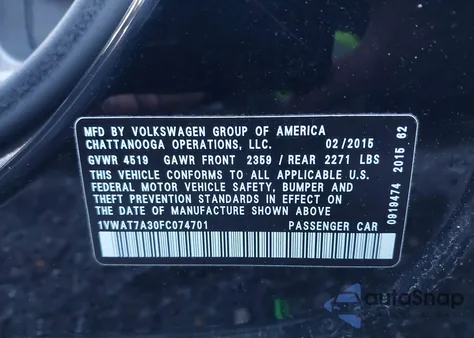 MFD BY VOLKSWAGEN GROUP OF AMERICA
CHATTANOOGA OPERATIONS, LLC. 02/2015
GVWR 4519 GAWR FRONT 2359 / REAR 2271 LBS
THIS VEHICLE CONFORMS TO ALL APPLICABLE U.S.
FEDERAL MOTOR VEHICLE SAFETY, BUMPER AND
THEFT PREVENTION STANDARDS IN EFFECT ON
THE DATE OF MANUFACTURE SHOWN ABOVE
1VWAT7A30FC074701 PASSENGER CAR
0919474 2015 62
autoSnap